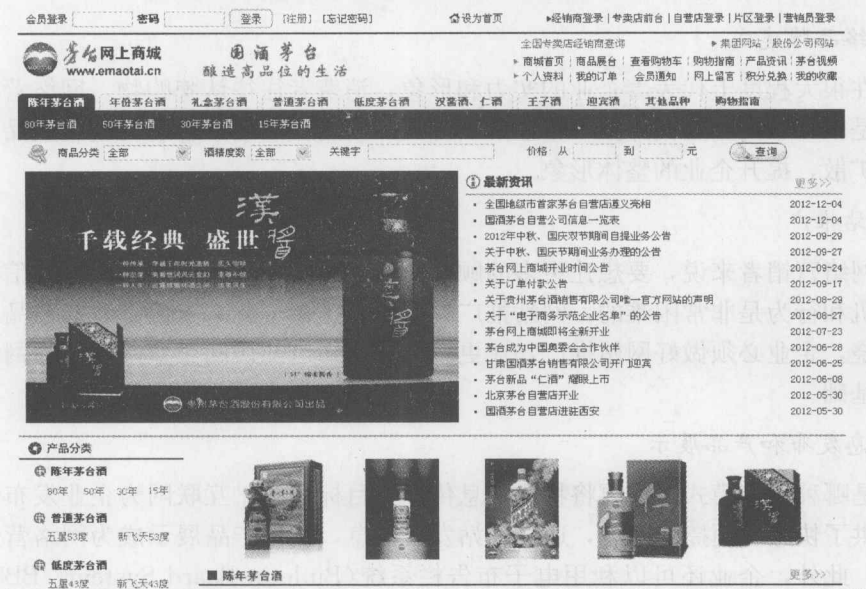 会员登录 密码 登录 [注册] [忘记密码] 设为首页 ▶经销商登录|专卖店前台|自营店登录|片区登录|营销员登录
茅台网上商城
www.emaotai.cn
国酒茅台
酿造高品位的生活
全国专卖店经销商查询 ▶集团网站|股份公司网站
▶商城首页|商品展台|查看购物车|购物指南|产品资讯|茅台视频
▶个人资料|我的订单|会员通知|网上留言|积分兑换|我的收藏
陈年茅台酒 年份茅台酒 礼盒茅台酒 普通茅台酒 低度茅台酒 汉酱酒、仁酒 王子酒 迎宾酒 其他品种 购物指南
80年茅台酒 50年茅台酒 30年茅台酒 15年茅台酒
商品分类 全部 酒精度数 全部 关键字 价格 从 到 元 查询
漢醬
千载经典 盛世
贵州茅台酒股份有限公司出品
最新资讯 更多>>
全国地级市首家茅台自营店遵义亮相 2012-12-04
国酒茅台自营公司信息一览表 2012-12-04
2012年中秋、国庆双节期间自提业务公告 2012-09-29
关于中秋、国庆节期间业务办理的公告 2012-09-27
茅台网上商城开业时间公告 2012-09-24
关于订单付款公告 2012-09-17
关于贵州茅台酒销售有限公司唯一官方网站的声明 2012-08-29
关于“电子商务示范企业名单”的公告 2012-08-27
茅台网上商城即将全新开业 2012-07-23
茅台成为中国奥委会合作伙伴 2012-06-28
甘肃国酒茅台销售有限公司开门迎宾 2012-06-25
茅台新品“仁酒”耀眼上市 2012-06-08
北京茅台自营店开业 2012-05-30
国酒茅台自营店进驻西安 2012-05-30
产品分类
陈年茅台酒
80年 50年 30年 15年
普通茅台酒
五星53度 新飞天53度
低度茅台酒
五星43度 新飞天43度
陈年茅台酒 更多>>